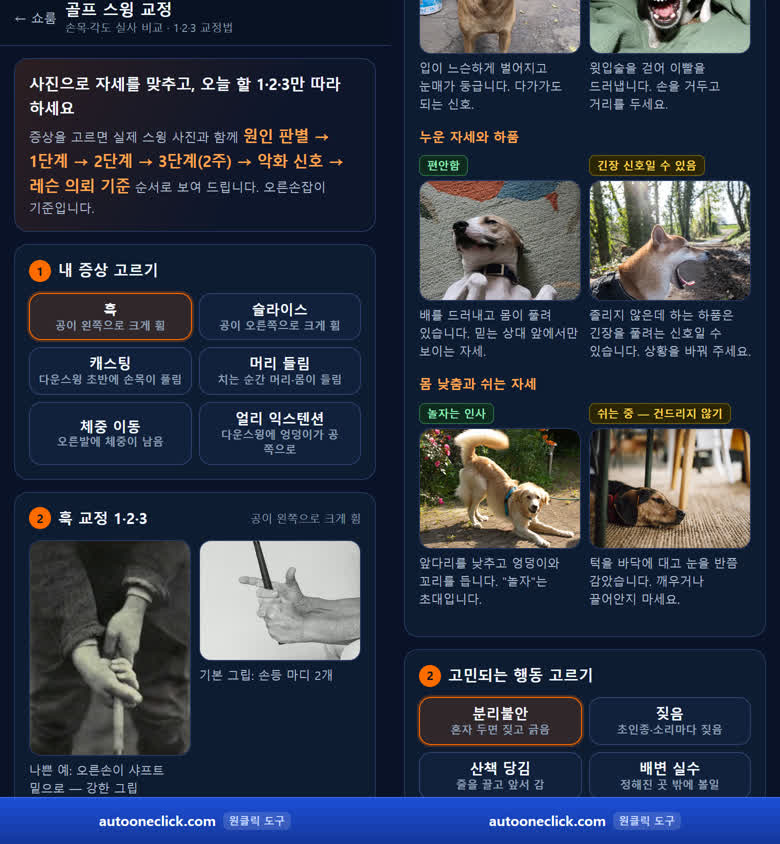 ← 쇼룸
골프 스윙 교정
손목·각도 실사 비교 · 1·2·3 교정법
사진으로 자세를 맞추고, 오늘 할 1·2·3만 따라
하세요
증상을 고르면 실제 스윙 사진과 함께 원인 판별 →
1단계 → 2단계 → 3단계(2주) → 악화 신호 →
레슨 의뢰 기준 순서로 보여 드립니다. 오른손잡이
기준입니다.
1 내 증상 고르기
훅
공이 왼쪽으로 크게 휨
슬라이스
공이 오른쪽으로 크게 휨
캐스팅
다운스윙 초반에 손목이 풀림
머리 들림
치는 순간 머리·몸이 들림
체중 이동
오른발에 체중이 남음
얼리 익스텐션
다운스윙에 엉덩이가 공
쪽으로
2 훅 교정 1·2·3
공이 왼쪽으로 크게 휨
나쁜 예: 오른손이 샤프트
밑으로 — 강한 그립
기본 그립: 손등 마디 2개
autooneclick.com 원클릭 도구
입이 느슨하게 벌어지고
눈매가 둥급니다. 다가가도
되는 신호.
윗입술을 걷어 이빨을
드러냅니다. 손을 거두고
거리를 두세요.
누운 자세와 하품
편안함
긴장 신호일 수 있음
배를 드러내고 몸이 풀려
있습니다. 믿는 상대 앞에서만
보이는 자세.
졸리지 않은데 하는 하품은
긴장을 푸려는 신호일 수
있습니다. 상황을 바꿔 주세요.
몸 낮춤과 쉬는 자세
놀자는 인사
쉬는 중 — 건드리지 않기
앞다리를 낮추고 엉덩이와
꼬리를 듭니다. "놀자"는
초대입니다.
턱을 바닥에 대고 눈을 반쯤
감았습니다. 깨우거나
끌어안지 마세요.
2 고민되는 행동 고르기
분리불안
혼자 두면 짖고 긁음
짖음
초인종·소리마다 짖음
산책 당김
줄을 끌고 앞서 감
배변 실수
정해진 곳 밖에 볼일
autooneclick.com 원클릭 도구